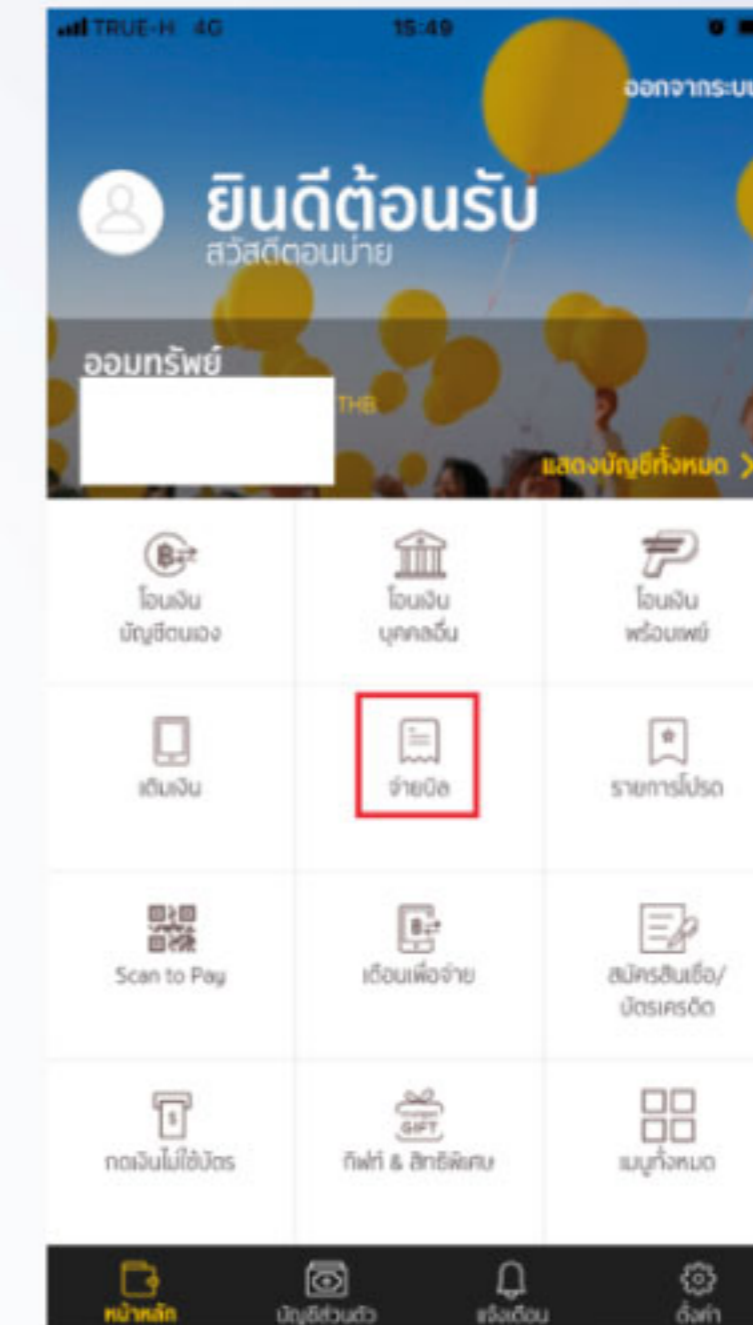 TRUE-H 4G 15:49
ออกจากระบบ
ยินดีต้อนรับ
สวัสดีตอนบ่าย
ออมทรัพย์
THB
แสดงบัญชีทั้งหมด
โอนเงิน
บัญชีตนเอง
โอนเงิน
บุคคลอื่น
โอนเงิน
พร้อมเพย์
เติมเงิน
จ่ายบิล
รายการโปรด
Scan to Pay
เตือนเพื่อจ่าย
สมัครสินเชื่อ/
บัตรเครดิต
กดเงินไม่ใช้บัตร
GIFT
กิฟท์ & สิทธิพิเศษ
เมนูทั้งหมด
หน้าหลัก
บัญชีส่วนตัว
แจ้งเตือน
ตั้งค่า